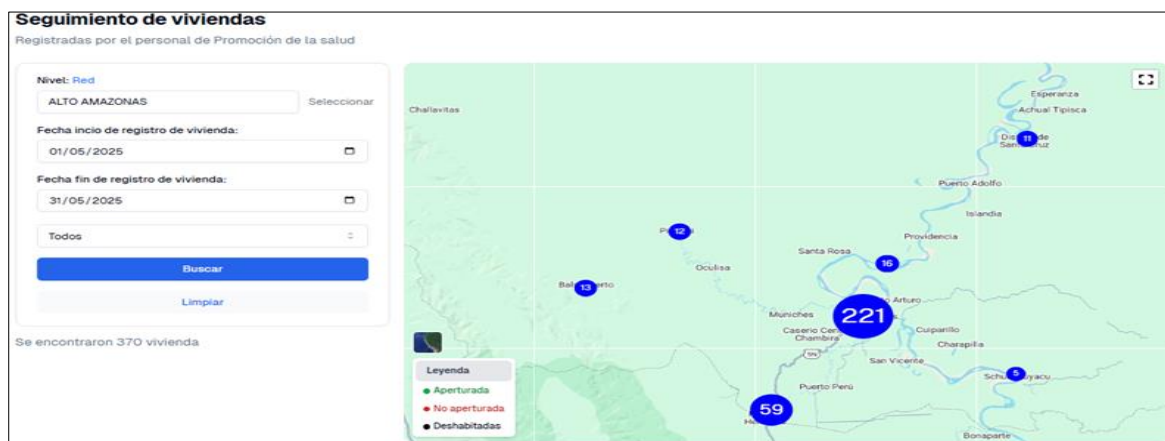 Seguimiento de viviendas
Registradas por el personal de Promoción de la salud
Nivel: Red
ALTO AMAZONAS
Seleccionar
Fecha incio de registro de vivienda:
01/05/2025
Fecha fin de registro de vivienda:
31/05/2025
Todos
Buscar
Limpiar
Se encontraron 370 vivienda
Challavitas
Esperanza
Achual Tipisca
11
Puerto Adolfo
Islandia
12
Providencia
Santa Rosa
16
Oculisa
13
Arturo
Muniches
221
Cuiparillo
Chambira
Charapilla
5N
San Vicente
5
Puerto Perú
59
Bonaparte
Leyenda
Aperturada
No aperturada
Deshabitadas